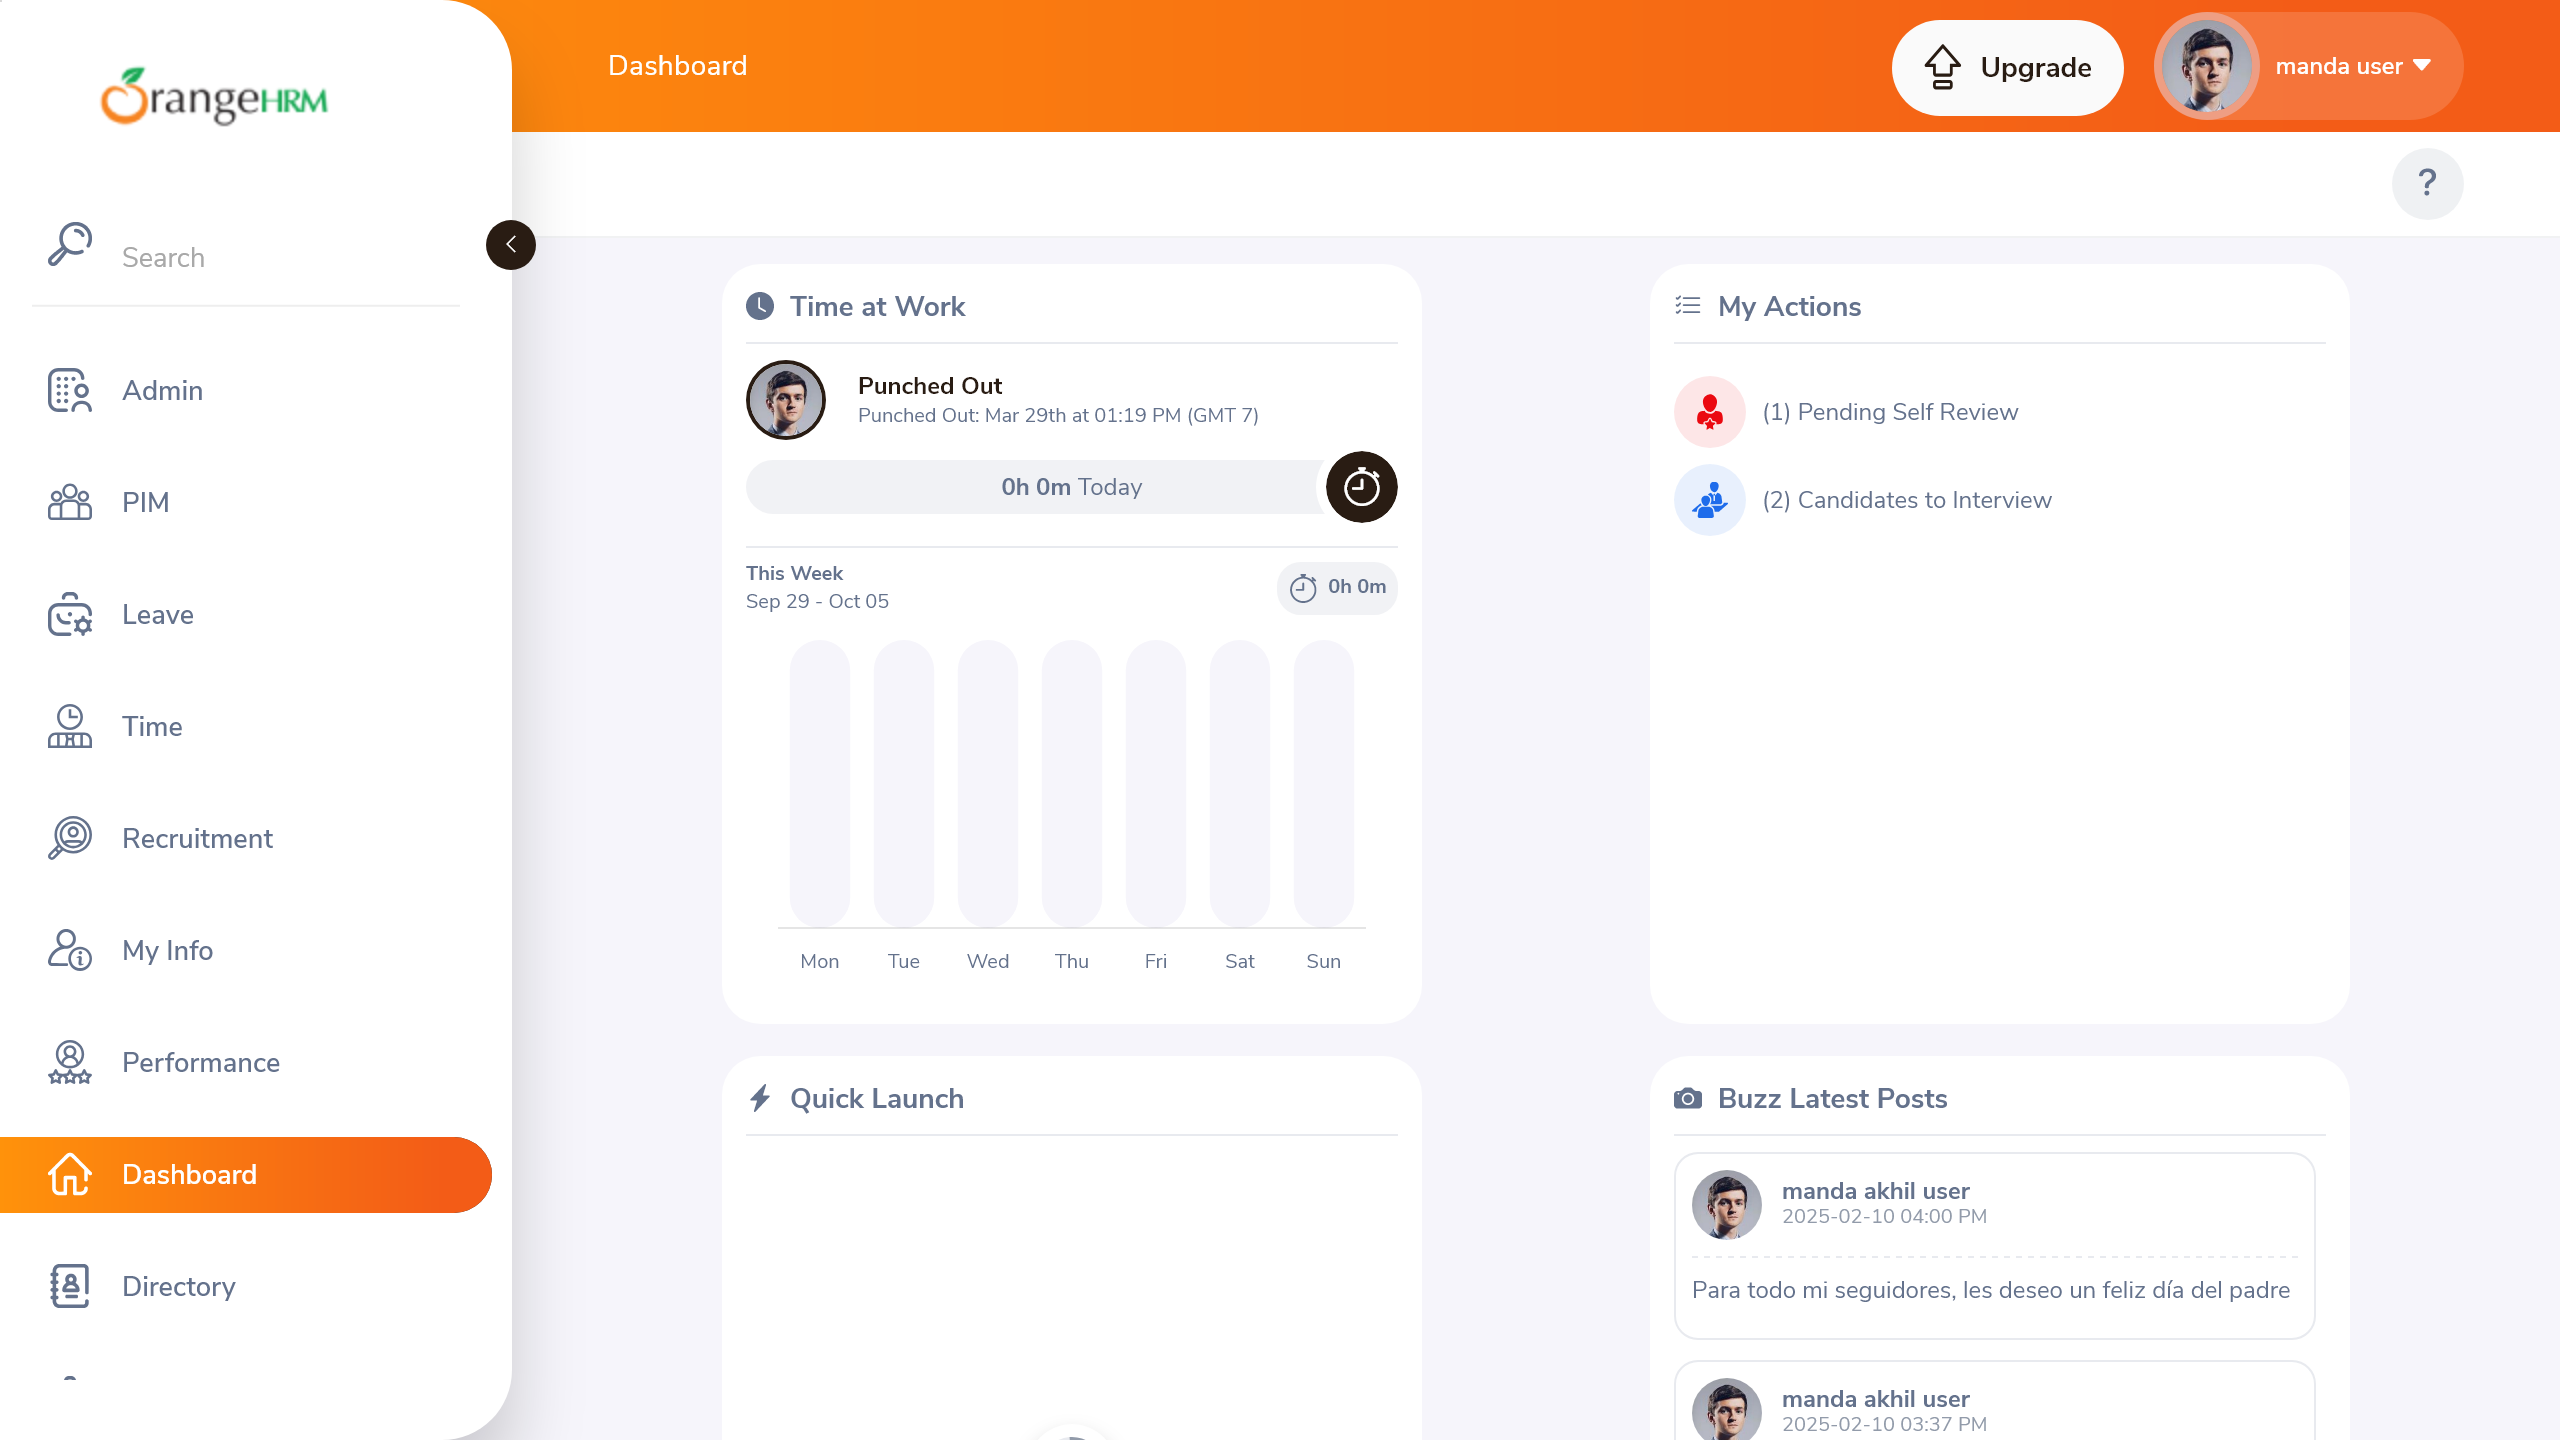 OrangeHRM
Search
Admin
PIM
Leave
Time
Recruitment
My Info
Performance
Dashboard
Directory
Dashboard
Upgrade
manda user
?
Time at Work
Punched Out
Punched Out: Mar 29th at 01:19 PM (GMT 7)
0h 0m Today
This Week
Sep 29 - Oct 05
0h 0m
Mon Tue Wed Thu Fri Sat Sun
My Actions
(1) Pending Self Review
(2) Candidates to Interview
Quick Launch
Buzz Latest Posts
manda akhil user
2025-02-10 04:00 PM
Para todo mi seguidores, les deseo un feliz día del padre
manda akhil user
2025-02-10 03:37 PM